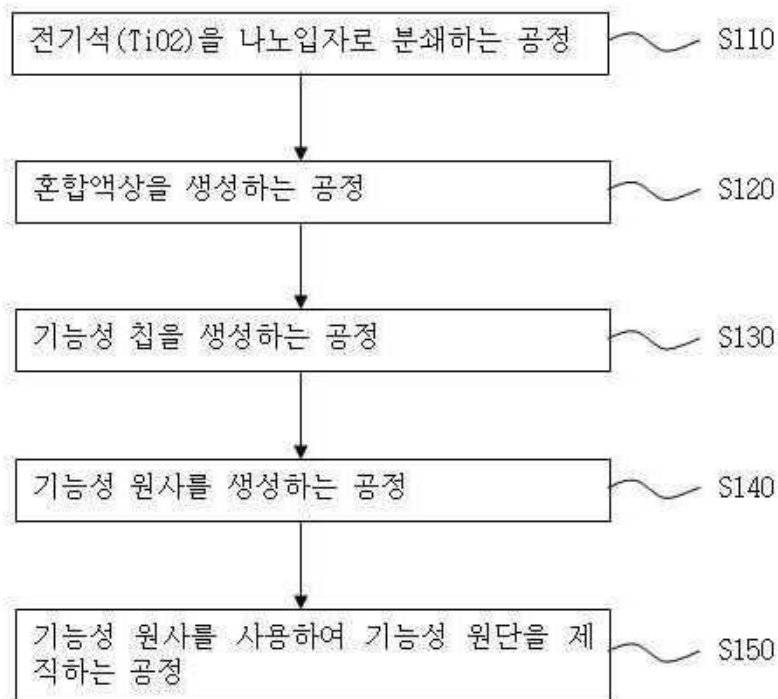 전기석(TiO2)을 나노입자로 분쇄하는 공정
S110
혼합액상을 생성하는 공정
S120
기능성 칩을 생성하는 공정
S130
기능성 원사를 생성하는 공정
S140
기능성 원사를 사용하여 기능성 원단을 제
직하는 공정
S150